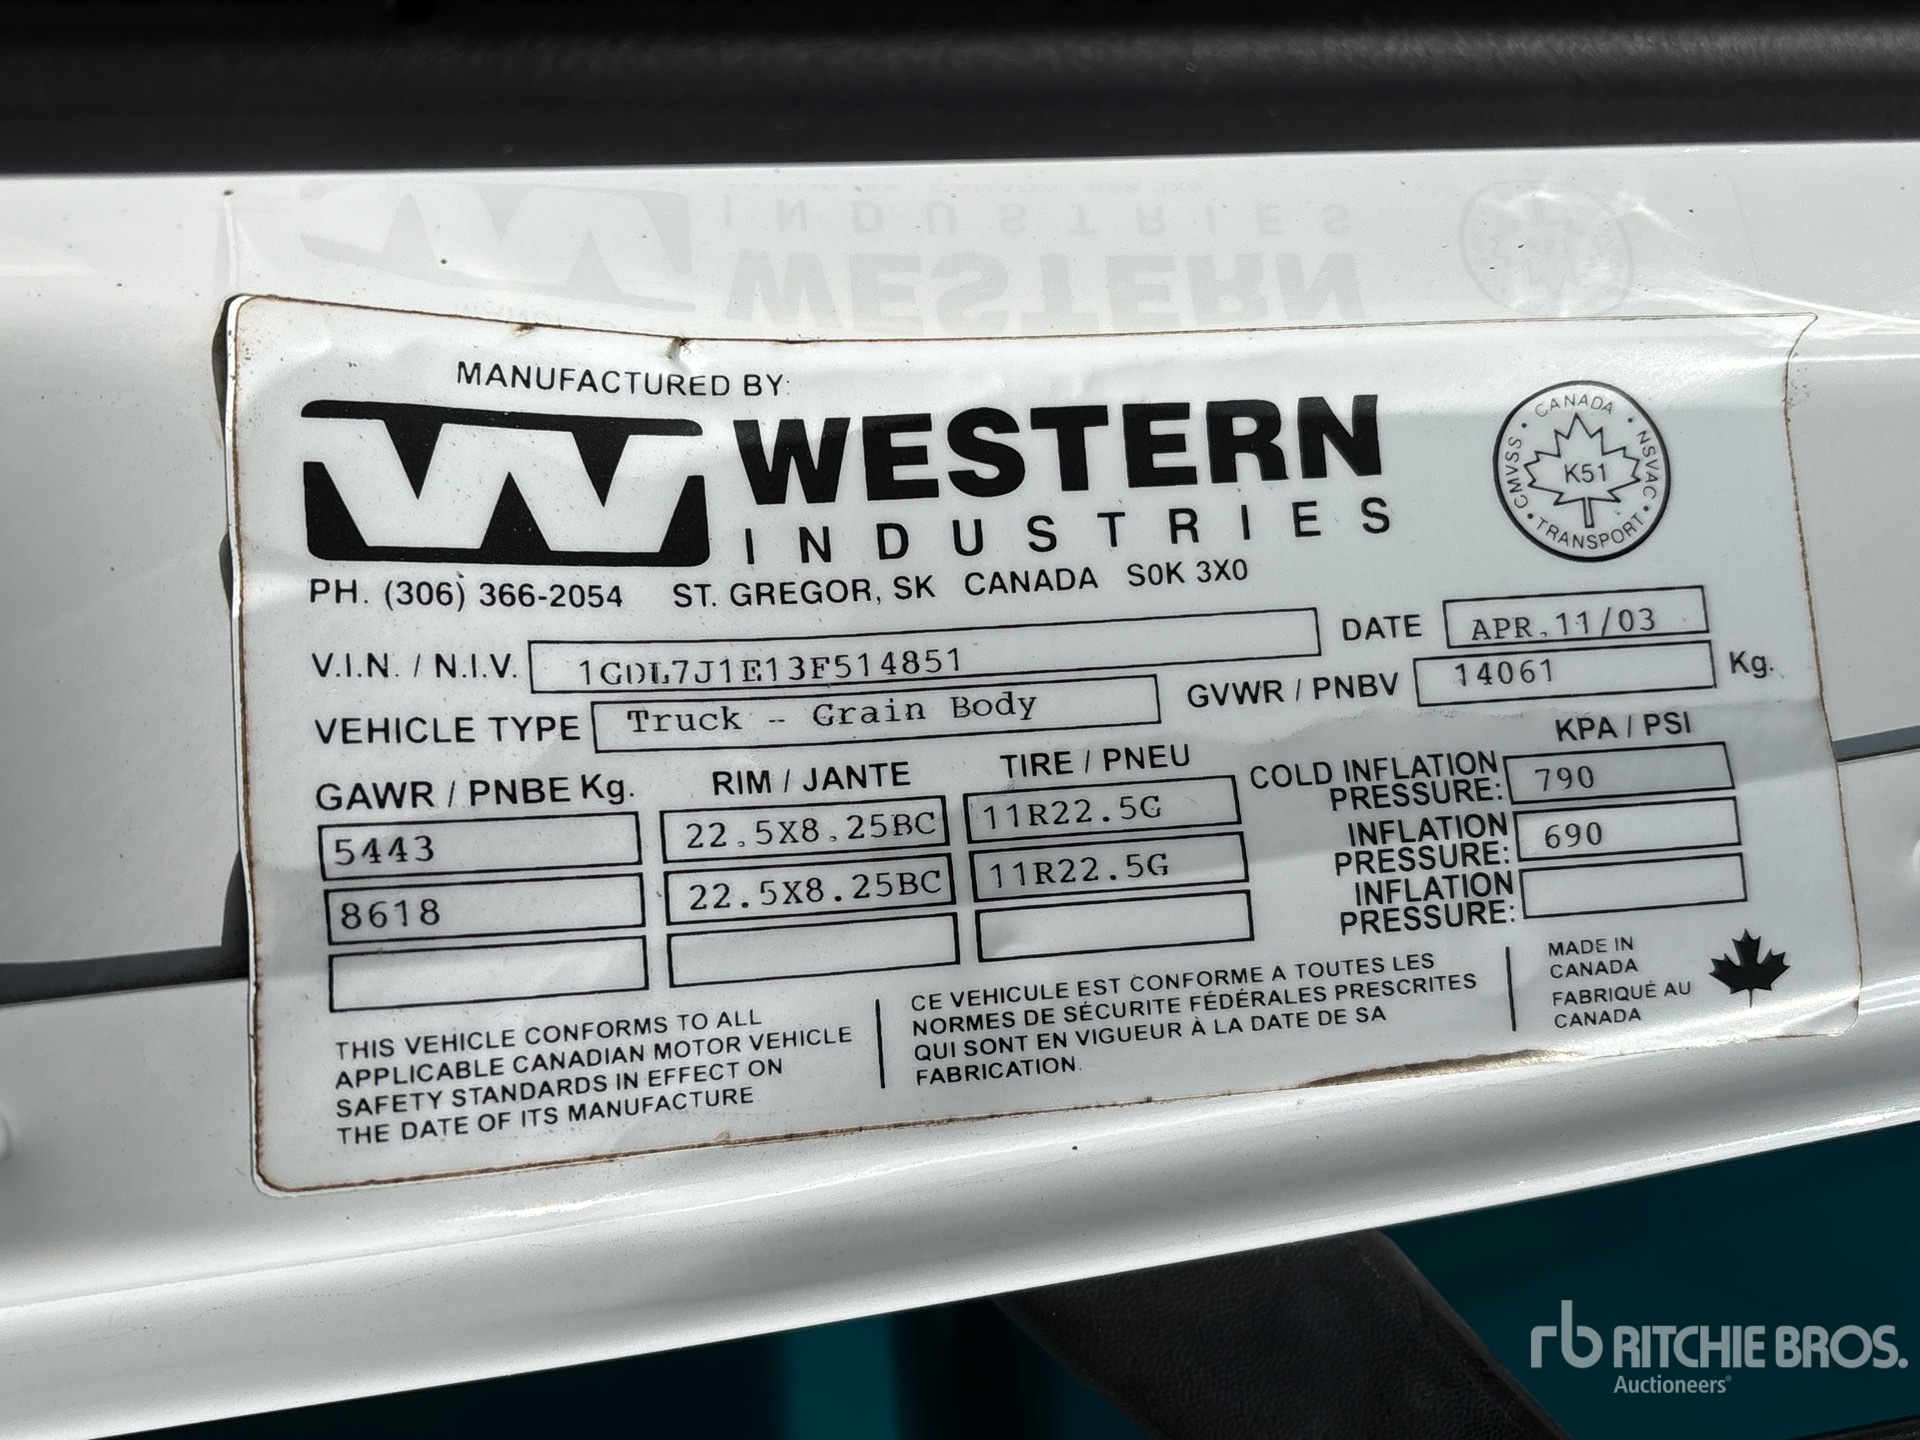 MANUFACTURED BY:
WESTERN
INDUSTRIES
CANADA
CMVSS K51 NSVAC
TRANSPORT
PH. (306) 366-2054 ST. GREGOR, SK CANADA S0K 3X0
V.I.N. / N.I.V. 1GDL7J1E13F514851 DATE APR.11/03
VEHICLE TYPE Truck - Grain Body GVWR / PNBV 14061 Kg.
GAWR / PNBE Kg. RIM / JANTE TIRE / PNEU KPA / PSI
5443 22.5X8.25BC 11R22.5G COLD INFLATION PRESSURE: 790
8618 22.5X8.25BC 11R22.5G INFLATION PRESSURE: 690
INFLATION PRESSURE:
THIS VEHICLE CONFORMS TO ALL
APPLICABLE CANADIAN MOTOR VEHICLE
SAFETY STANDARDS IN EFFECT ON
THE DATE OF ITS MANUFACTURE
CE VEHICULE EST CONFORME A TOUTES LES
NORMES DE SÉCURITE FÉDÉRALES PRESCRITES
QUI SONT EN VIGUEUR À LA DATE DE SA
FABRICATION.
MADE IN
CANADA
FABRIQUÉ AU
CANADA
rb RITCHIE BROS.
Auctioneers